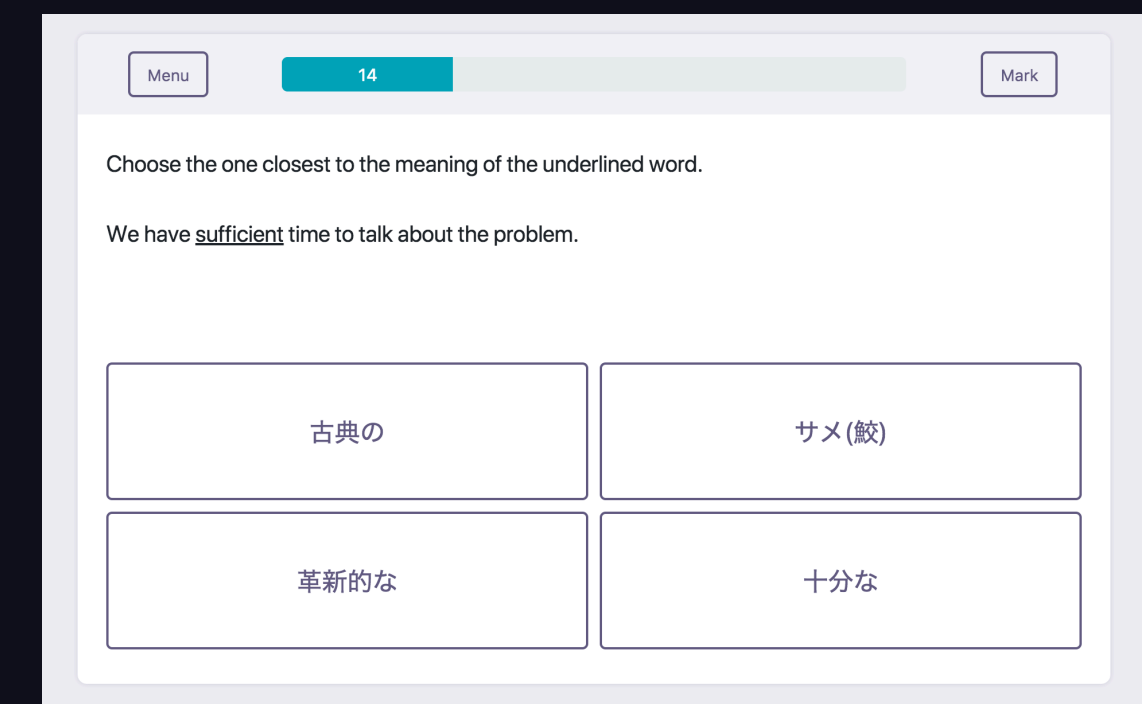 Menu
14
Mark
Choose the one closest to the meaning of the underlined word.
We have sufficient time to talk about the problem.
古典の
サメ(鮫)
革新的な
十分な